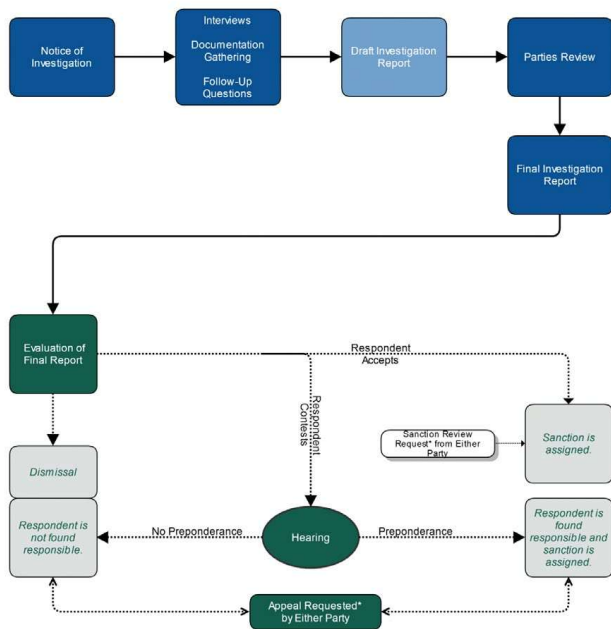 Notice of
Investigation
Interviews
Documentation
Gathering
Follow-Up
Questions
Draft Investigation
Report
Parties Review
Final Investigation
Report
Evaluation of
Final Report
Respondent
Accepts
Respondent
Contests
Sanction Review
Request* from Either
Party
Sanction is
assigned.
Dismissal
Respondent is
not found
responsible.
No Preponderance
Hearing
Preponderance
Respondent
is found
responsible and
sanction is
assigned.
Appeal Requested*
by Either Party